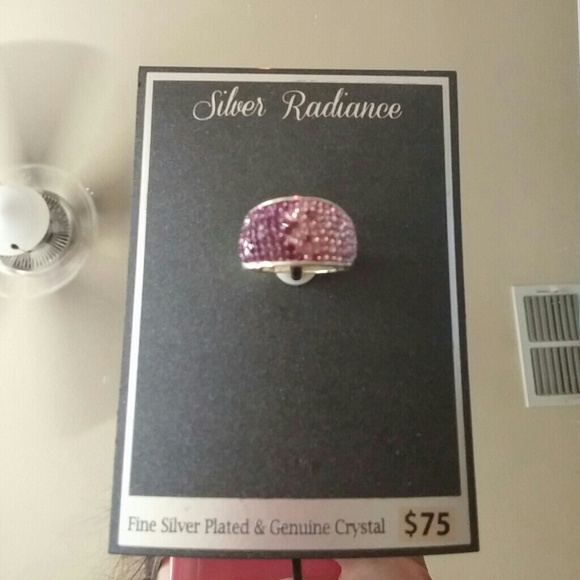 Silver Radiance
Fine Silver Plated & Genuine Crystal $75